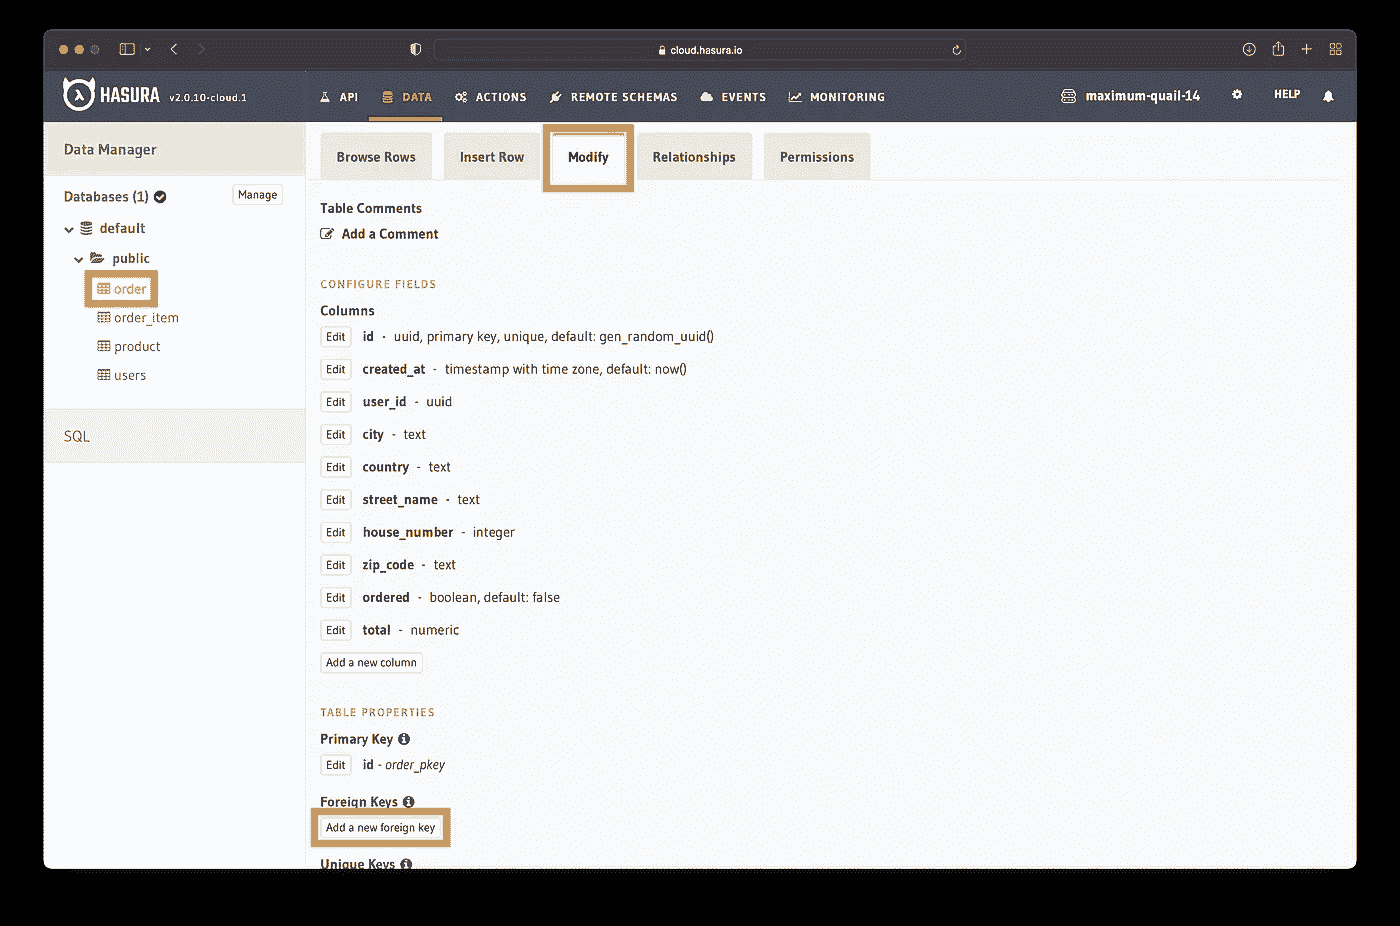 cloud.hasura.io
HASURA v2.0.10-cloud.1
API DATA ACTIONS REMOTE SCHEMAS EVENTS MONITORING
maximum-quail-14 HELP
Data Manager
Databases (1) Manage
default
public
order
order_item
product
users
SQL
Browse Rows Insert Row Modify Relationships Permissions
Table Comments
Add a Comment
CONFIGURE FIELDS
Columns
Edit id - uuid, primary key, unique, default: gen_random_uuid()
Edit created_at - timestamp with time zone, default: now()
Edit user_id - uuid
Edit city - text
Edit country - text
Edit street_name - text
Edit house_number - integer
Edit zip_code - text
Edit ordered - boolean, default: false
Edit total - numeric
Add a new column
TABLE PROPERTIES
Primary Key
Edit id - order_pkey
Foreign Keys
Add a new foreign key
Unique Keys